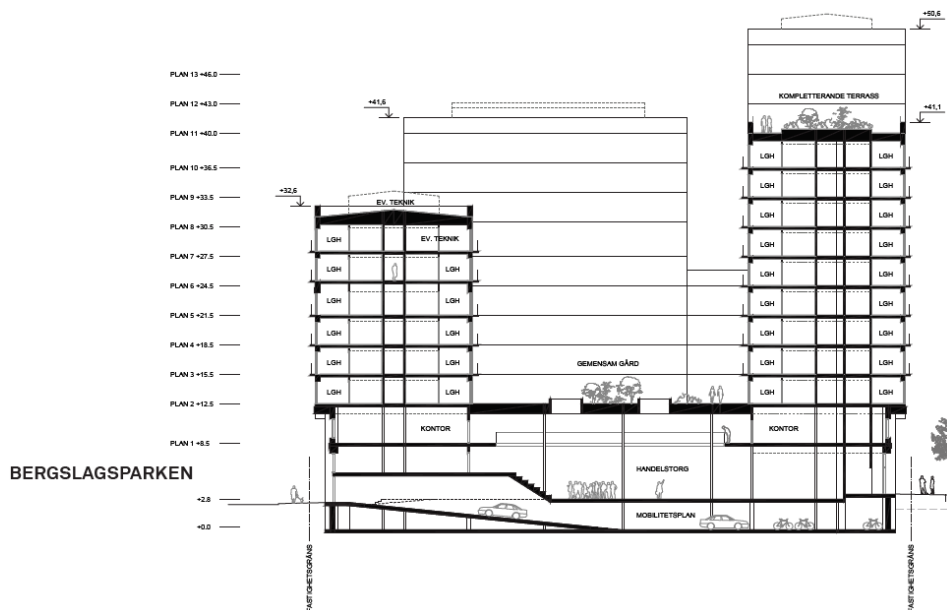 +50,6
PLAN 13 +46.0
KOMPLETTERANDE TERRASS
PLAN 12 +43.0
+41,6
+41,1
PLAN 11 +40.0
LGH LGH
PLAN 10 +36.5
LGH LGH
+32,6
PLAN 9 +33.5
EV. TEKNIK
LGH LGH
PLAN 8 +30.5
LGH EV. TEKNIK LGH LGH
PLAN 7 +27.5
LGH LGH LGH LGH
PLAN 6 +24.5
LGH LGH LGH LGH
PLAN 5 +21.5
LGH LGH LGH LGH
PLAN 4 +18.5
LGH LGH GEMENSAM GÅRD LGH LGH
PLAN 3 +15.5
LGH LGH LGH LGH
PLAN 2 +12.5
KONTOR KONTOR
PLAN 1 +8.5
BERGSLAGSPARKEN
HANDELSTORG
+2.8
MOBILITETSPLAN
+0.0
FASTIGHETSGRÄNS
FASTIGHETSGRÄNS